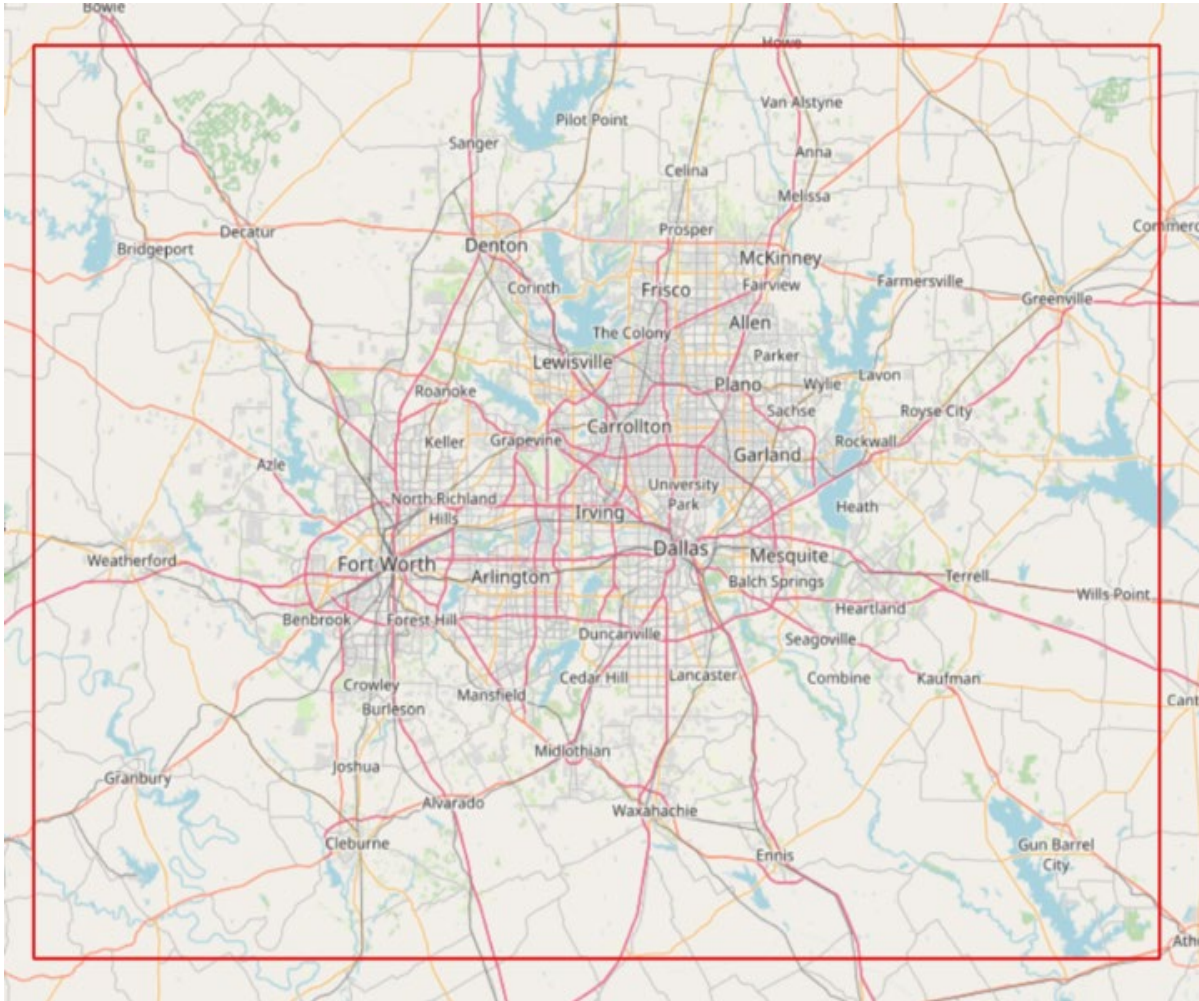 Bowie
Howe
Van Alstyne
Pilot Point
Sanger
Anna
Celina
Melissa
Commerc
Prosper
Decatur
Denton
Bridgeport
McKinney
Farmersville
Fairview
Corinth
Frisco
Greenville
Allen
The Colony
Parker
Lewisville
Lavon
Plano
Wylie
Roanoke
Sachse
Royse City
Carrollton
Keller
Grapevine
Rockwall
Garland
Azle
University
Park
North Richland
Hills
Heath
Irving
Dallas
Mesquite
Weatherford
Fort Worth
Arlington
Terrell
Balch Springs
Wills Point
Heartland
Benbrook
Forest Hill
Duncanville
Seagoville
Cedar Hill
Lancaster
Combine
Kaufman
Crowley
Mansfield
Cant
Burleson
Midlothian
Joshua
Granbury
Alvarado
Waxahachie
Cleburne
Gun Barrel
City
Ennis
Ath